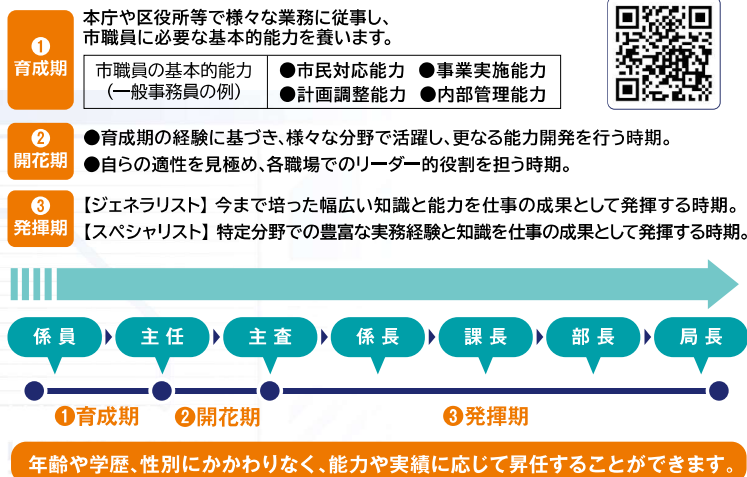 ❶
育成期
本庁や区役所等で様々な業務に従事し、
市職員に必要な基本的能力を養います。
市職員の基本的能力
（一般事務員の例）
●市民対応能力 ●事業実施能力
●計画調整能力 ●内部管理能力
❷
開花期
●育成期の経験に基づき、様々な分野で活躍し、更なる能力開発を行う時期。
●自らの適性を見極め、各職場でのリーダー的役割を担う時期。
❸
発揮期
【ジェネラリスト】今まで培った幅広い知識と能力を仕事の成果として発揮する時期。
【スペシャリスト】特定分野での豊富な実務経験と知識を仕事の成果として発揮する時期。
係員 主任 主査 係長 課長 部長 局長
❶育成期 ❷開花期 ❸発揮期
年齢や学歴、性別にかかわりなく、能力や実績に応じて昇任することができます。